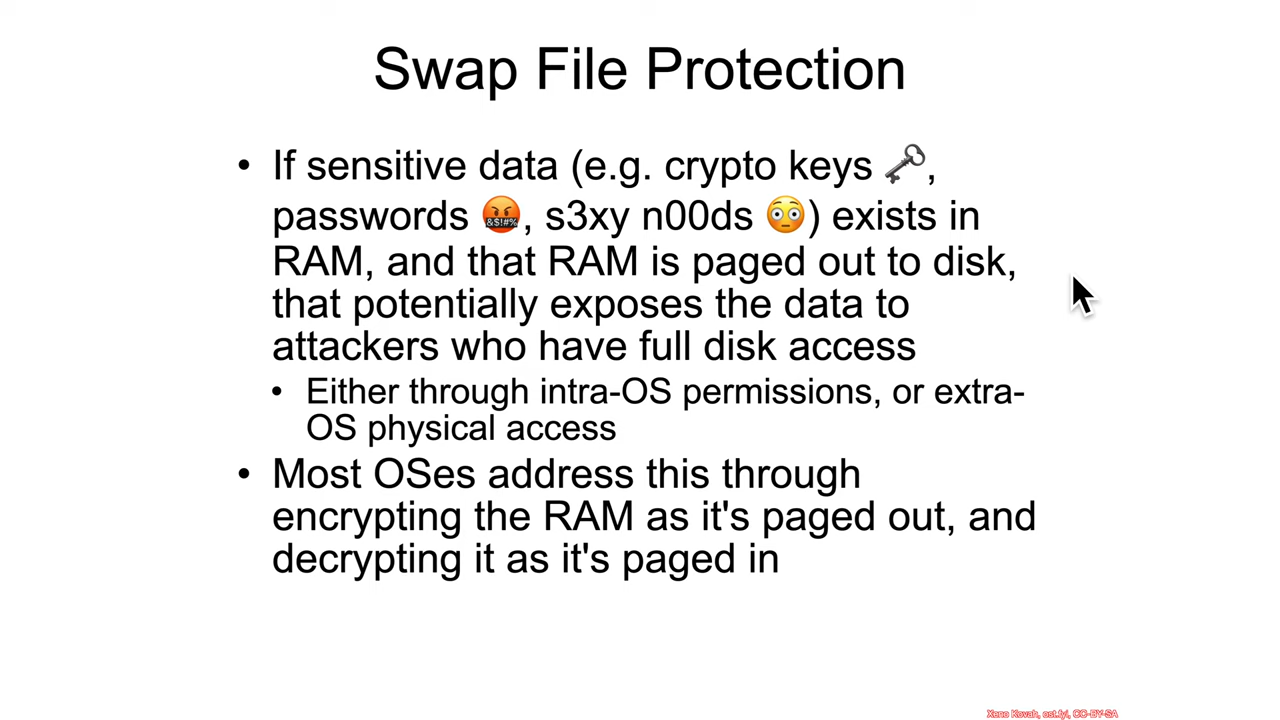 Swap File Protection
• If sensitive data (e.g. crypto keys 🗝,
passwords 🤬, s3xy n00ds 😳) exists in
RAM, and that RAM is paged out to disk,
that potentially exposes the data to
attackers who have full disk access
• Either through intra-OS permissions, or extra-
OS physical access
• Most OSes address this through
encrypting the RAM as it's paged out, and
decrypting it as it's paged in
Xeno Kovah, ost.fyi, CC-BY-SA